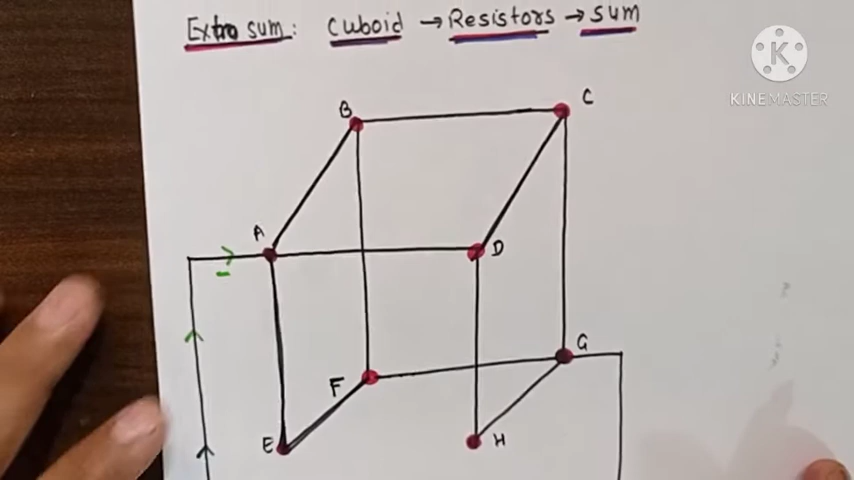 Extra sum: Cuboid → Resistors → sum
KINEMASTER
B
C
A
D
G
F
E
H